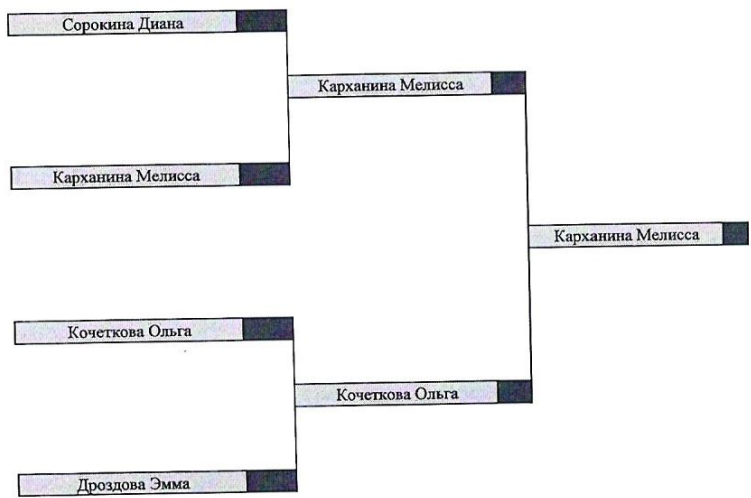 Сорокина Диана
Карханина Мелисса
Карханина Мелисса
Карханина Мелисса
Кочеткова Ольга
Кочеткова Ольга
Дроздова Эмма